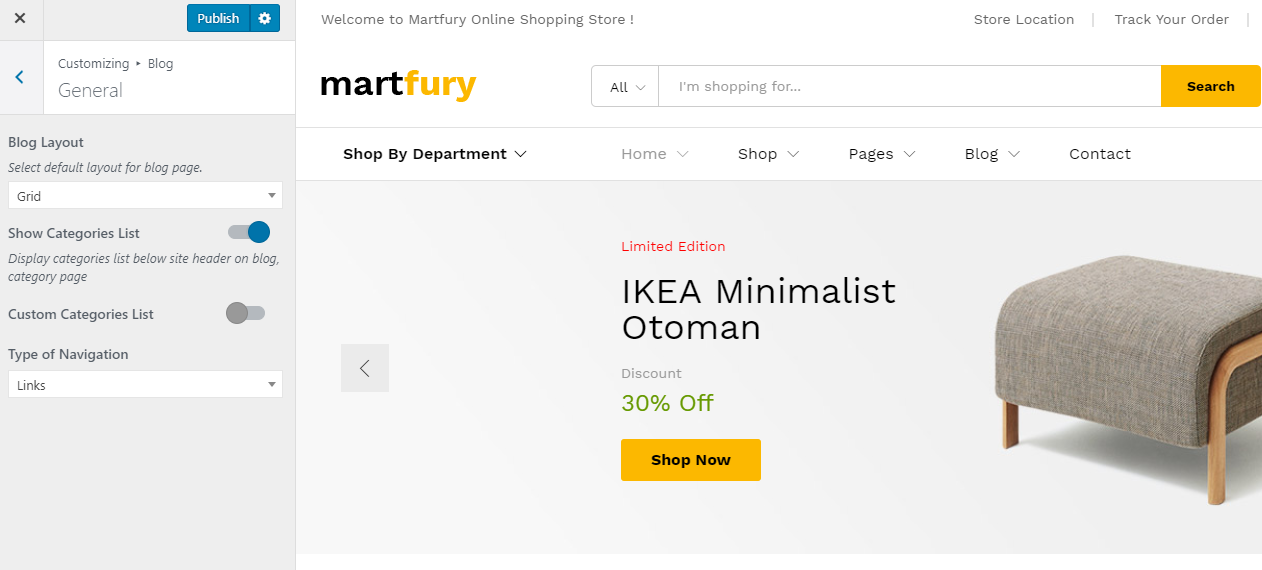 Publish
Customizing ▸ Blog
General
Blog Layout
Select default layout for blog page.
Grid
Show Categories List
Display categories list below site header on blog,
category page
Custom Categories List
Type of Navigation
Links
Welcome to Martfury Online Shopping Store !
Store Location
Track Your Order
martfury
All
I'm shopping for...
Search
Shop By Department
Home
Shop
Pages
Blog
Contact
Limited Edition
IKEA Minimalist
Otoman
Discount
30% Off
Shop Now